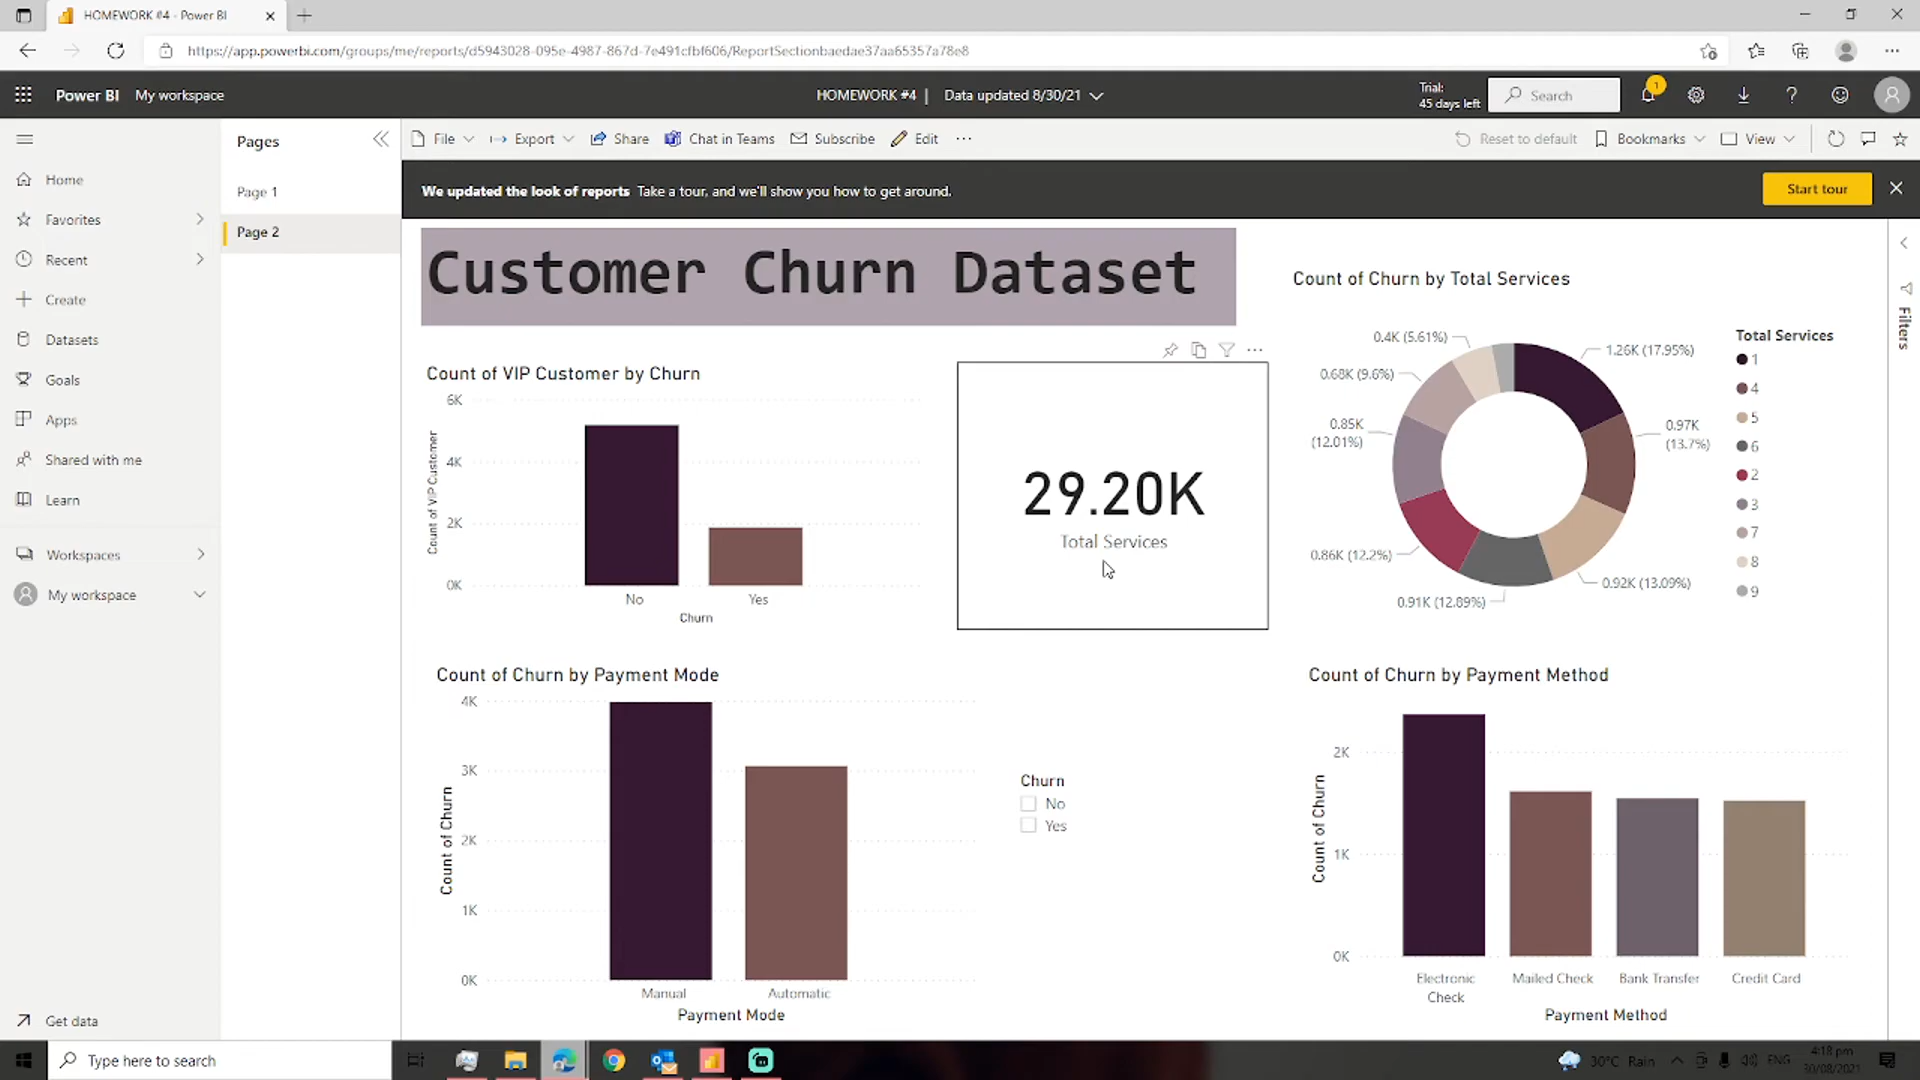 HOMEWORK #4 - Power BI
https://app.powerbi.com/groups/me/reports/d5943028-095e-4987-867d-7e491cfbf606/ReportSectionbaedae37aa65357a78e8
Power BI My workspace
HOMEWORK #4 | Data updated 8/30/21
Trial:
45 days left
Search
1
Pages
File
Export
Share
Chat in Teams
Subscribe
Edit
Reset to default
Bookmarks
View
Home
Favorites
Recent
Create
Datasets
Goals
Apps
Shared with me
Learn
Workspaces
My workspace
Get data
Page 1
Page 2
We updated the look of reports Take a tour, and we'll show you how to get around.
Start tour
Customer Churn Dataset
Count of VIP Customer by Churn
Count of VIP Customer
6K
4K
2K
0K
No
Yes
Churn
29.20K
Total Services
Count of Churn by Total Services
0.4K (5.61%)
1.26K (17.95%)
0.68K (9.6%)
0.85K
(12.01%)
0.97K
(13.7%)
0.86K (12.2%)
0.92K (13.09%)
0.91K (12.89%)
Total Services
1
4
5
6
2
3
7
8
9
Filters
Count of Churn by Payment Mode
Count of Churn
4K
3K
2K
1K
0K
Manual
Automatic
Payment Mode
Churn
No
Yes
Count of Churn by Payment Method
Count of Churn
2K
1K
0K
Electronic
Check
Mailed Check
Bank Transfer
Credit Card
Payment Method
Type here to search
30°C Rain
ENG
4:18 pm
30/08/2021